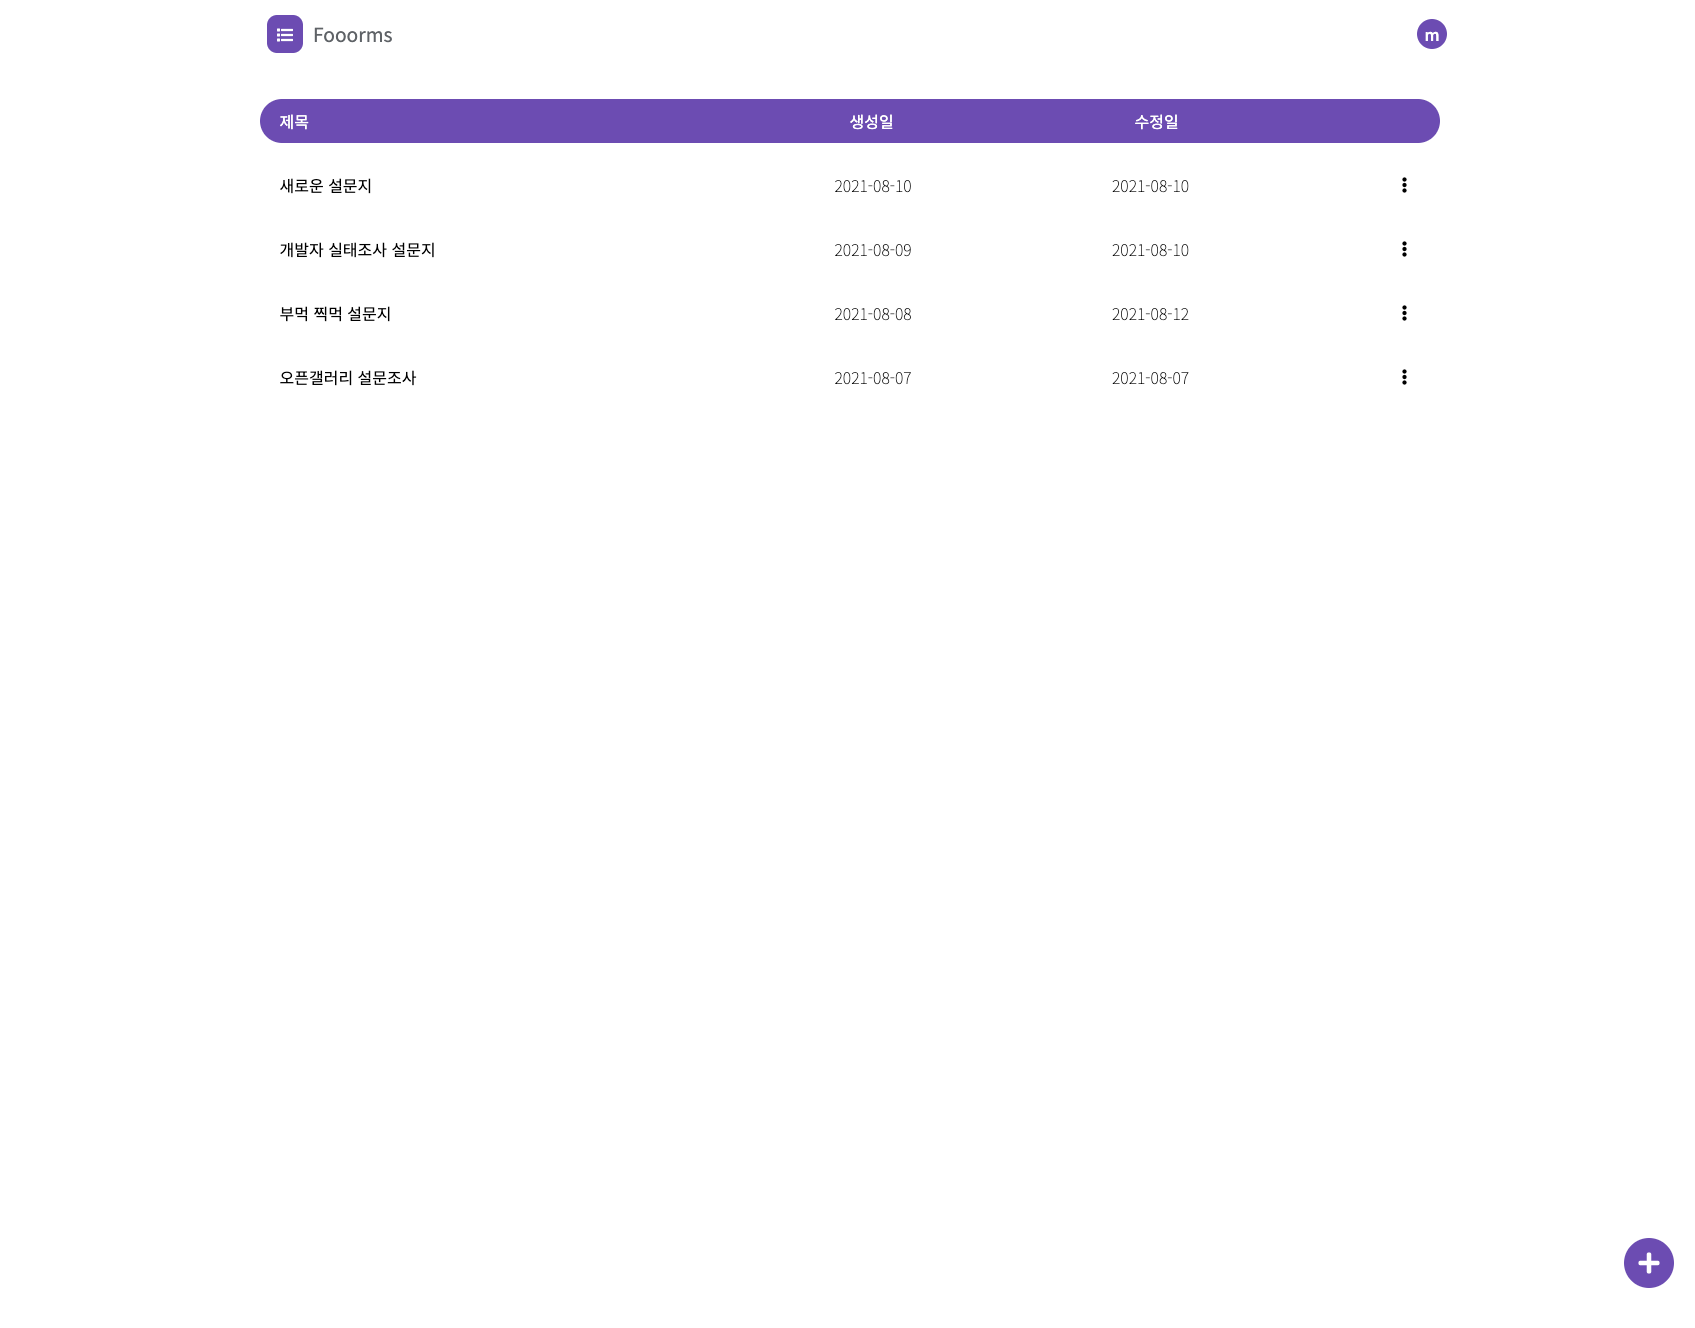 Fooorms
m
제목 생성일 수정일
새로운 설문지 2021-08-10 2021-08-10
개발자 실태조사 설문지 2021-08-09 2021-08-10
부먹 찍먹 설문지 2021-08-08 2021-08-12
오픈갤러리 설문조사 2021-08-07 2021-08-07